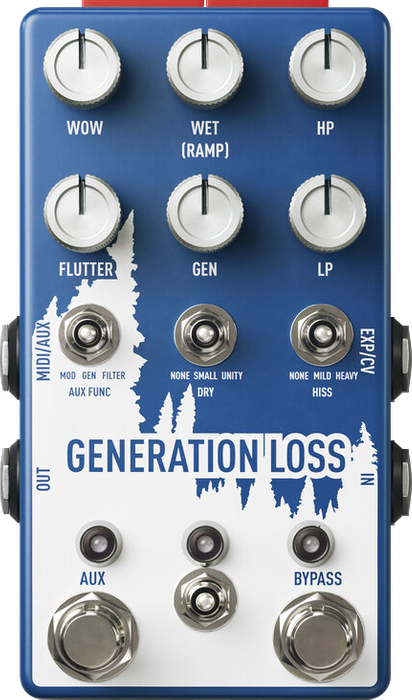 WOW
WET
(RAMP)
HP
FLUTTER
GEN
LP
MIDI/AUX
EXP/CV
MOD GEN FILTER
AUX FUNC
NONE SMALL UNITY
DRY
NONE MILD HEAVY
HISS
GENERATION LOSS
OUT
IN
AUX
BYPASS